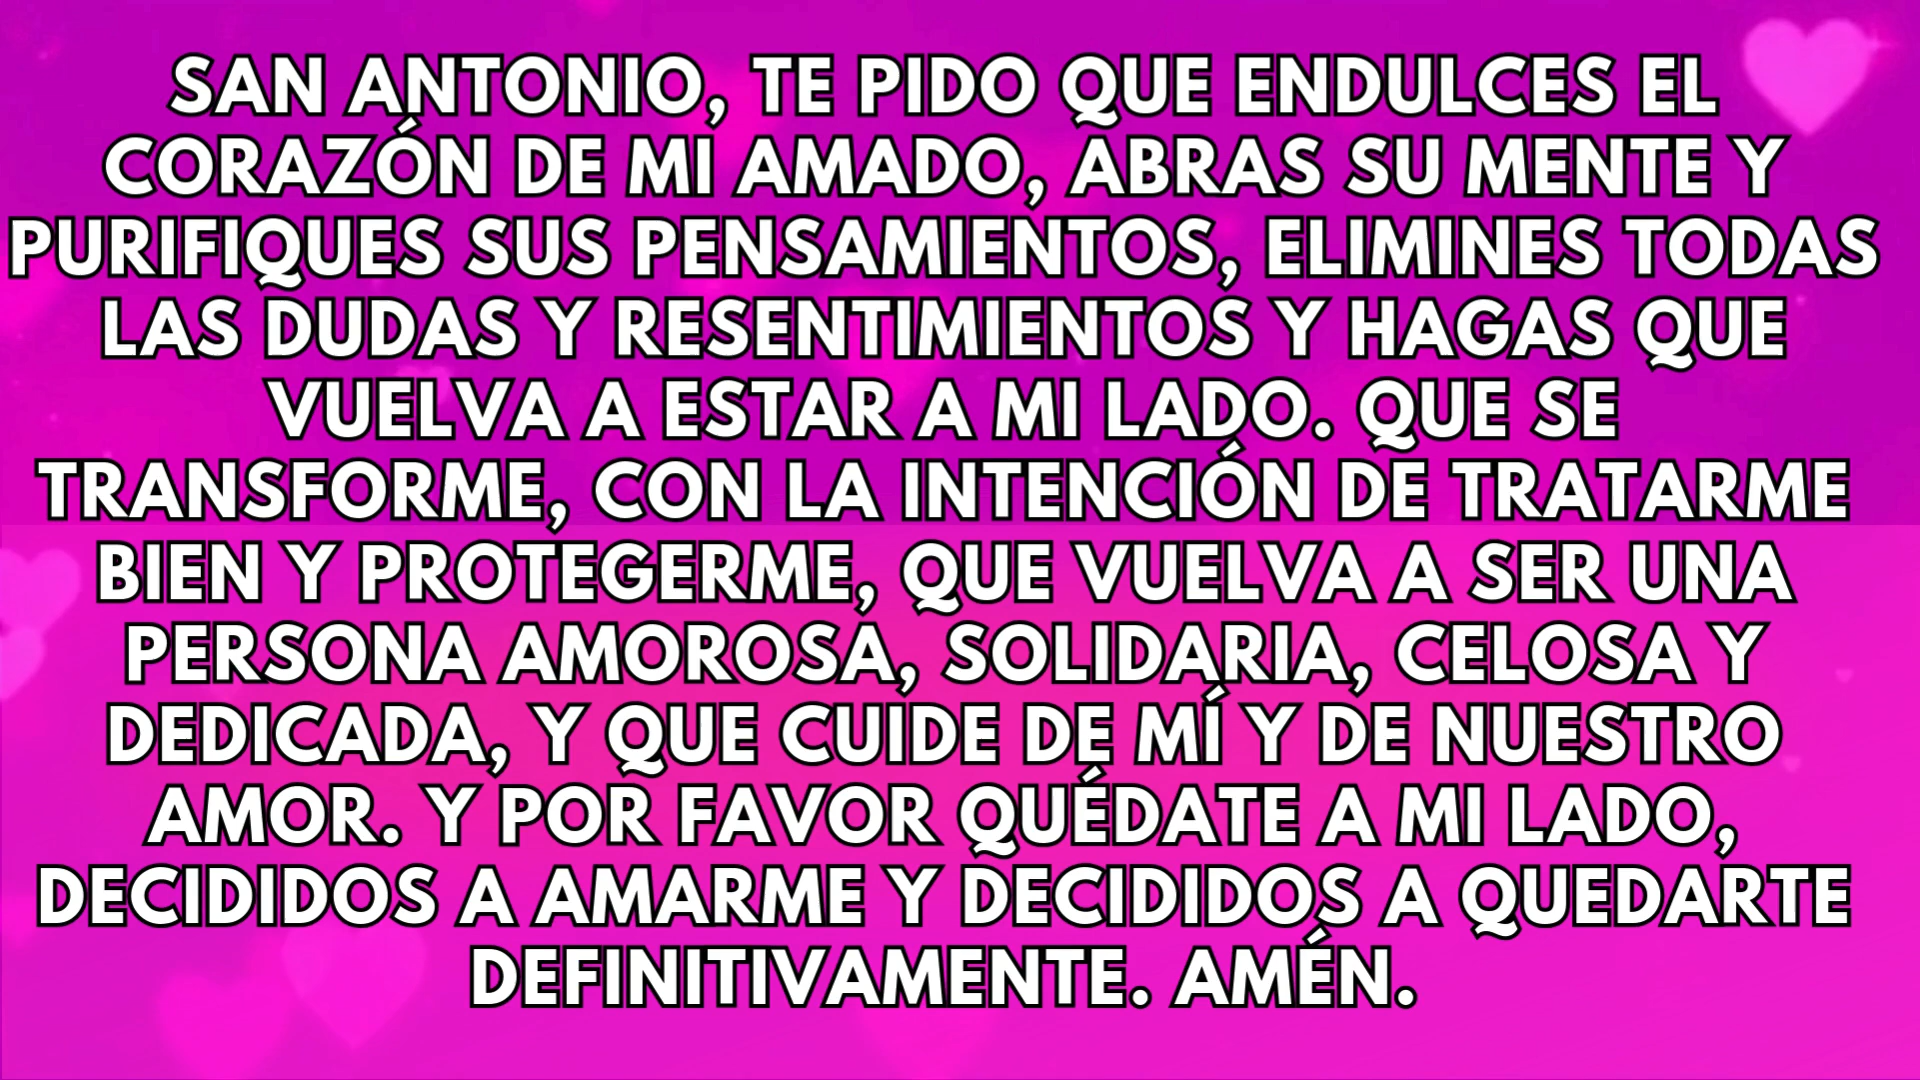 SAN ANTONIO, TE PIDO QUE ENDULCES EL
CORAZÓN DE MI AMADO, ABRAS SU MENTE Y
PURIFIQUES SUS PENSAMIENTOS, ELIMINES TODAS
LAS DUDAS Y RESENTIMIENTOS Y HAGAS QUE
VUELVA A ESTAR A MI LADO. QUE SE
TRANSFORME, CON LA INTENCIÓN DE TRATARME
BIEN Y PROTEGERME, QUE VUELVA A SER UNA
PERSONA AMOROSA, SOLIDARIA, CELOSA Y
DEDICADA, Y QUE CUIDE DE MÍ Y DE NUESTRO
AMOR. Y POR FAVOR QUÉDATE A MI LADO,
DECIDIDOS A AMARME Y DECIDIDOS A QUEDARTE
DEFINITIVAMENTE. AMÉN.